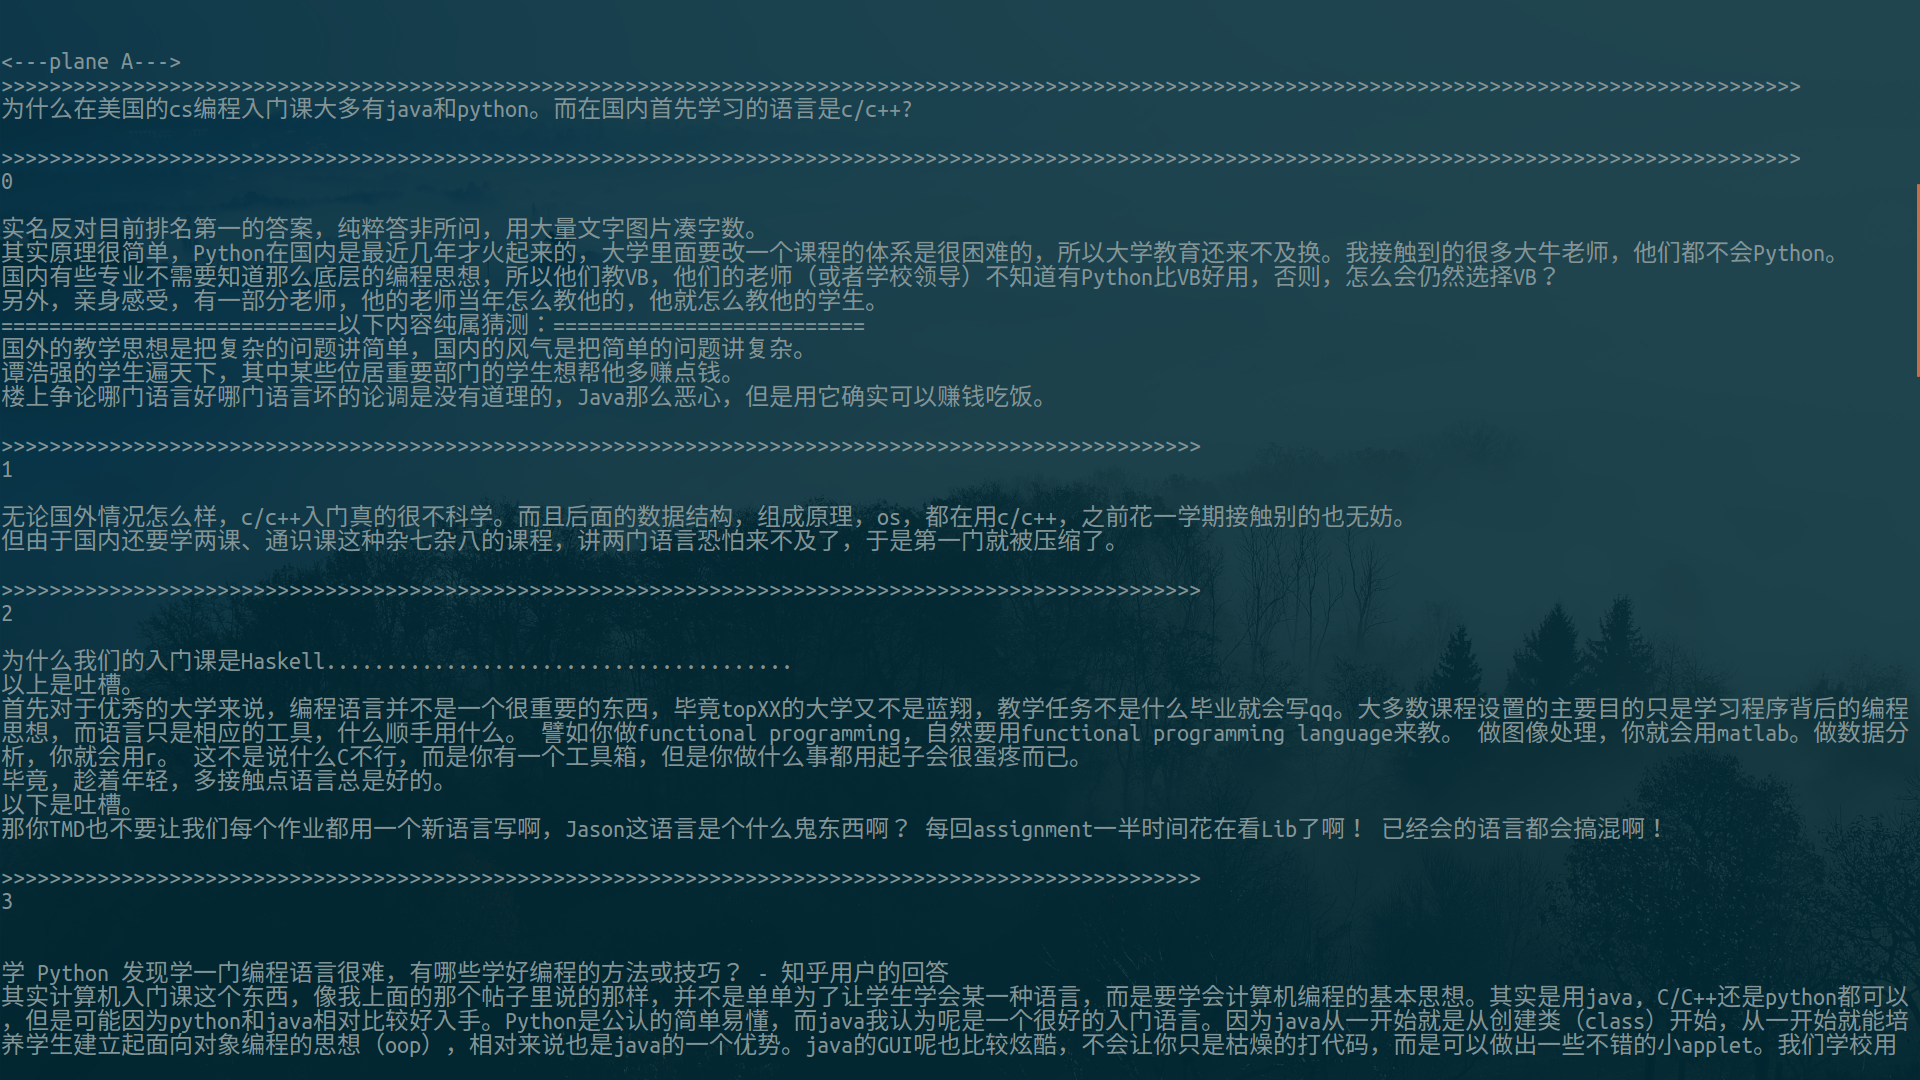 <---plane A--->
>>>>>>>>>>>>>>>>>>>>>>>>>>>>>>>>>>>>>>>>>>>>>>>>>>>>>>>>>>>>>>>>>>>>>>>>>>>>>>>>>>>>>>>>>>>>>>>>>>>>>>>>>>>>>>>>>>>>>>>>>>>>>>>>>>>>>>>>>>>>>>>>>>>>>>
为什么在美国的cs编程入门课大多有java和python。而在国内首先学习的语言是c/c++?
>>>>>>>>>>>>>>>>>>>>>>>>>>>>>>>>>>>>>>>>>>>>>>>>>>>>>>>>>>>>>>>>>>>>>>>>>>>>>>>>>>>>>>>>>>>>>>>>>>>>>>>>>>>>>>>>>>>>>>>>>>>>>>>>>>>>>>>>>>>>>>>>>>>>>>
0
实名反对目前排名第一的答案，纯粹答非所问，用大量文字图片凑字数。
其实原理很简单，Python在国内是最近几年才火起来的，大学里面要改一个课程的体系是很困难的，所以大学教育还来不及换。我接触到的很多大牛老师，他们都不会Python。
国内有些专业不需要知道那么底层的编程思想，所以他们教VB，他们的老师（或者学校领导）不知道有Python比VB好用，否则，怎么会仍然选择VB？
另外，亲身感受，有一部分老师，他的老师当年怎么教他的，他就怎么教他的学生。
============================以下内容纯属猜测：==========================
国外的教学思想是把复杂的问题讲简单，国内的风气是把简单的问题讲复杂。
谭浩强的学生遍天下，其中某些位居重要部门的学生想帮他多赚点钱。
楼上争论哪门语言好哪门语言坏的论调是没有道理的，Java那么恶心，但是用它确实可以赚钱吃饭。
>>>>>>>>>>>>>>>>>>>>>>>>>>>>>>>>>>>>>>>>>>>>>>>>>>>>>>>>>>>>>>>>>>>>>>>>>>>>>>>>>>>>>>>>>>>>>>>>>>>>
1
无论国外情况怎么样，c/c++入门真的很不科学。而且后面的数据结构，组成原理，os，都在用c/c++，之前花一学期接触别的也无妨。
但由于国内还要学两课、通识课这种杂七杂八的课程，讲两门语言恐怕来不及了，于是第一门就被压缩了。
>>>>>>>>>>>>>>>>>>>>>>>>>>>>>>>>>>>>>>>>>>>>>>>>>>>>>>>>>>>>>>>>>>>>>>>>>>>>>>>>>>>>>>>>>>>>>>>>>>>>
2
为什么我们的入门课是Haskell.......................................
以上是吐槽。
首先对于优秀的大学来说，编程语言并不是一个很重要的东西，毕竟topXX的大学又不是蓝翔，教学任务不是什么毕业就会写qq。大多数课程设置的主要目的只是学习程序背后的编程
思想，而语言只是相应的工具，什么顺手用什么。 譬如你做functional programming，自然要用functional programming language来教。 做图像处理，你就会用matlab。做数据分
析，你就会用r。 这不是说什么C不行，而是你有一个工具箱，但是你做什么事都用起子会很蛋疼而已。
毕竟，趁着年轻，多接触点语言总是好的。
以下是吐槽。
那你TMD也不要让我们每个作业都用一个新语言写啊，Jason这语言是个什么鬼东西啊？ 每回assignment一半时间花在看Lib了啊！ 已经会的语言都会搞混啊！
>>>>>>>>>>>>>>>>>>>>>>>>>>>>>>>>>>>>>>>>>>>>>>>>>>>>>>>>>>>>>>>>>>>>>>>>>>>>>>>>>>>>>>>>>>>>>>>>>>>>
3
学 Python 发现学一门编程语言很难，有哪些学好编程的方法或技巧？ - 知乎用户的回答
其实计算机入门课这个东西，像我上面的那个帖子里说的那样，并不是单单为了让学生学会某一种语言，而是要学会计算机编程的基本思想。其实是用java，C/C++还是python都可以
，但是可能因为python和java相对比较好入手。Python是公认的简单易懂，而java我认为呢是一个很好的入门语言。因为java从一开始就是从创建类（class）开始，从一开始就能培
养学生建立起面向对象编程的思想（oop），相对来说也是java的一个优势。java的GUI呢也比较炫酷，不会让你只是枯燥的打代码，而是可以做出一些不错的小applet。我们学校用